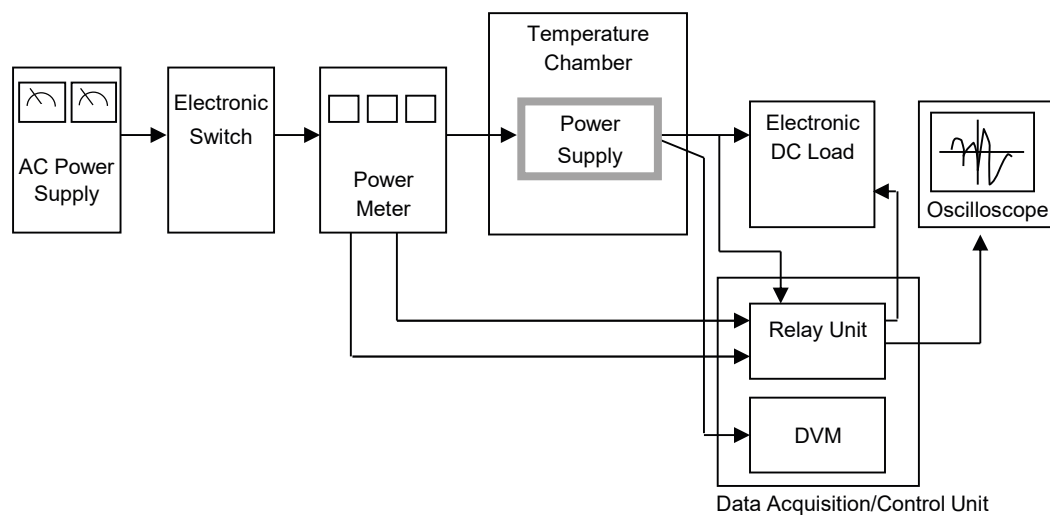 AC Power
Supply
Electronic
Switch
Power
Meter
Temperature
Chamber
Power
Supply
Electronic
DC Load
Oscilloscope
Relay Unit
DVM
Data Acquisition/Control Unit